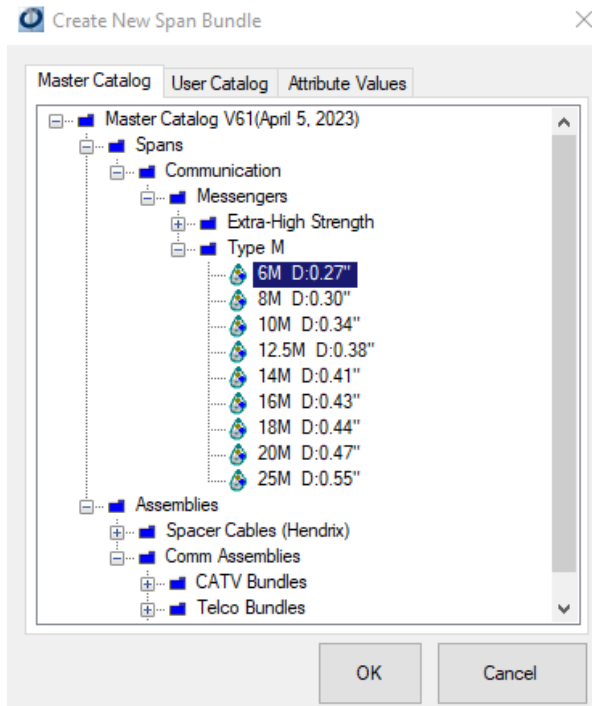 Create New Span Bundle
Master Catalog User Catalog Attribute Values
Master Catalog V61(April 5, 2023)
Spans
Communication
Messengers
Extra-High Strength
Type M
6M D:0.27"
8M D:0.30"
10M D:0.34"
12.5M D:0.38"
14M D:0.41"
16M D:0.43"
18M D:0.44"
20M D:0.47"
25M D:0.55"
Assemblies
Spacer Cables (Hendrix)
Comm Assemblies
CATV Bundles
Telco Bundles
OK Cancel